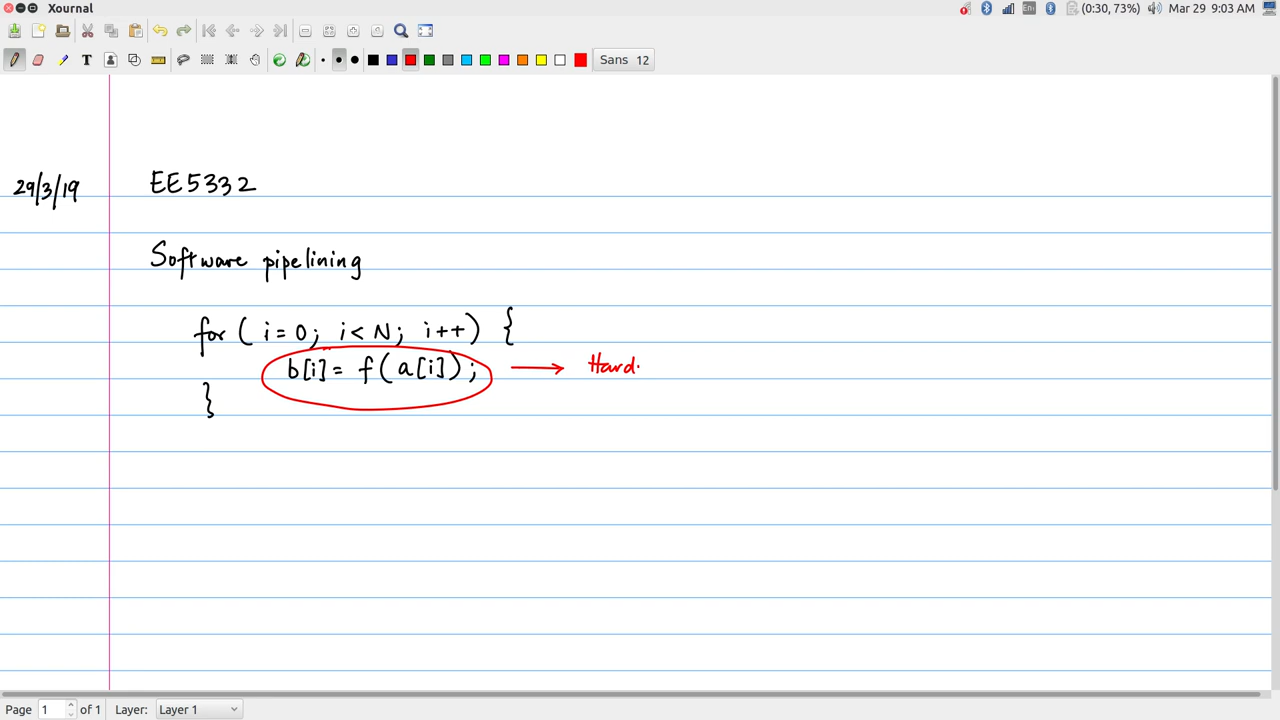 Xournal
(0:30, 73%) Mar 29 9:03 AM
En
Sans 12
29/3/19 EE5332
Software pipelining
for ( i = 0; i < N; i++) {
b[i] = f( a[i]); → Hard.
}
Page 1 of 1 Layer: Layer 1